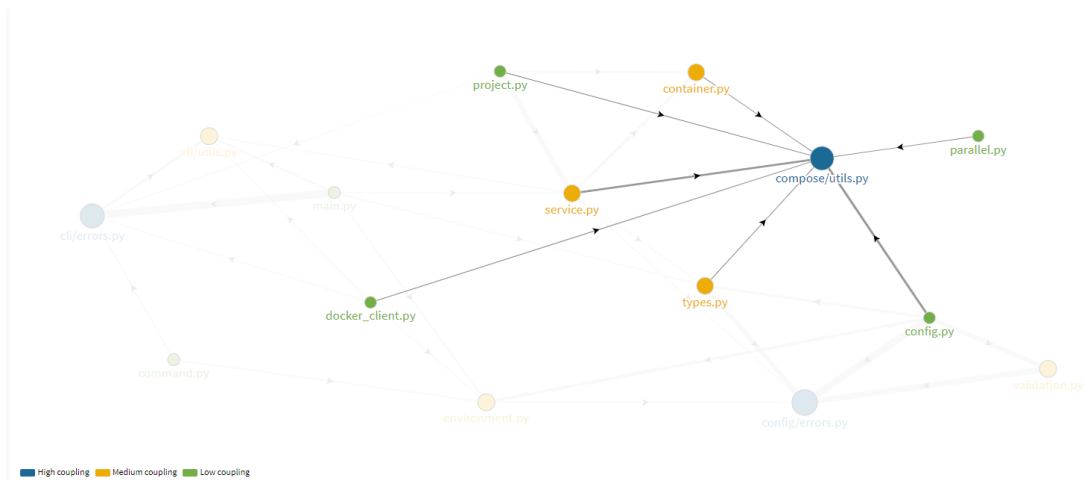 project.py
container.py
cli/utils.py
parallel.py
compose/utils.py
main.py
service.py
cli/errors.py
types.py
docker_client.py
config.py
command.py
validation.py
environment.py
config/errors.py
High coupling
Medium coupling
Low coupling